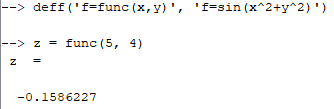 --> deff('f=func(x,y)', 'f=sin(x^2+y^2)')
--> z = func(5, 4)
z =
-0.1586227